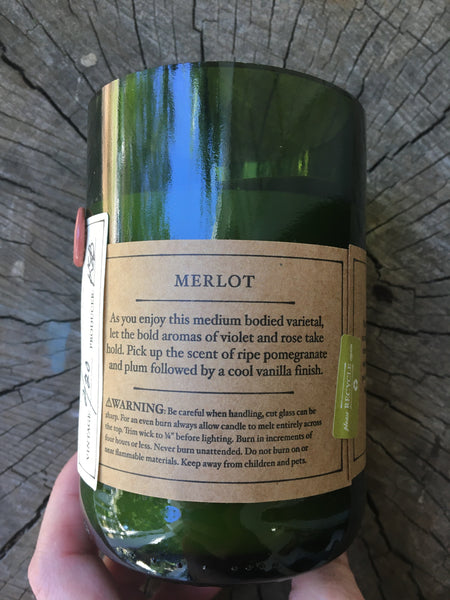 MERLOT
As you enjoy this medium bodied varietal,
let the bold aromas of violet and rose take
hold. Pick up the scent of ripe pomegranate
and plum followed by a cool vanilla finish.
⚠WARNING: Be careful when handling, cut glass can be
sharp. For an even burn always allow candle to melt entirely across
the top. Trim wick to ¼" before lighting. Burn in increments of
four hours or less. Never burn unattended. Do not burn on or
near flammable materials. Keep away from children and pets.
PRODUCER
please RECYCLE